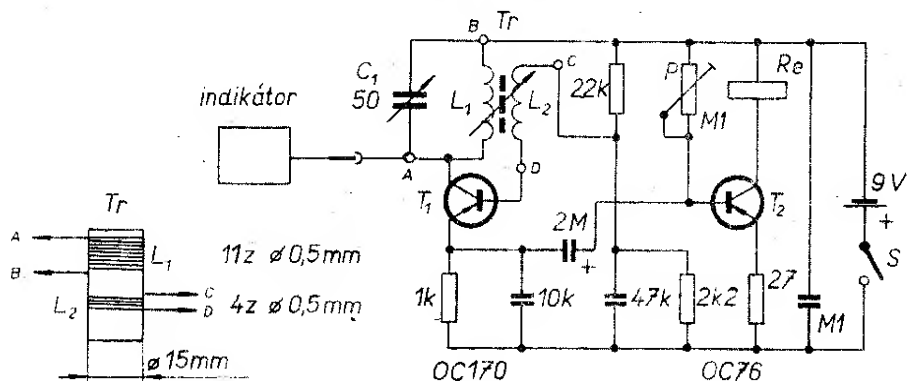 B Tr
C₁
50
L₁
L₂
C
22k
P
M1
Re
indikátor
A
D
T₁
T₂
9V
+
S
2M
+
Tr
A
B
L₁
11z ø 0,5mm
L₂
C
D
4z ø 0,5mm
ø 15mm
1k
10k
47k
2k2
27
M1
OC170
OC76